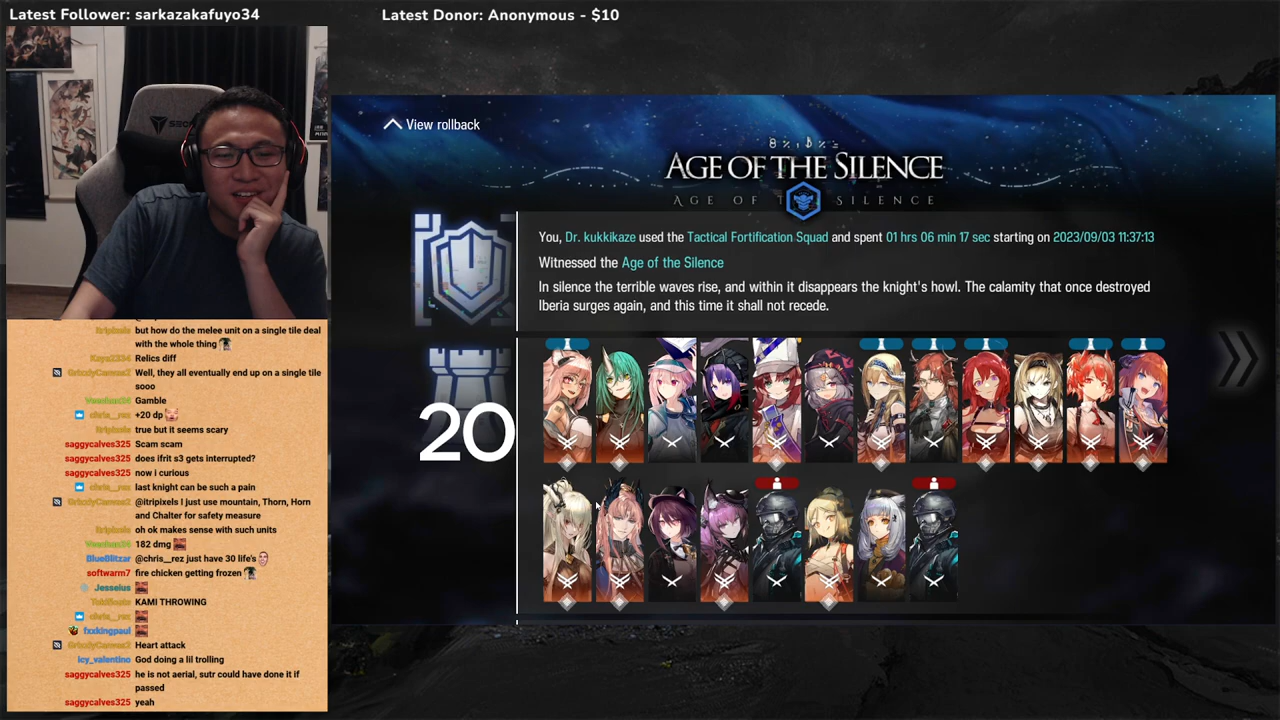 Latest Follower: sarkazakafuyo34
Latest Donor: Anonymous - $10
View rollback
AGE OF THE SILENCE
You, Dr. kukkikaze used the Tactical Fortification Squad and spent 01 hrs 06 min 17 sec starting on 2023/09/03 11:37:13
Witnessed the Age of the Silence
In silence the terrible waves rise, and within it disappears the knight's howl. The calamity that once destroyed
Iberia surges again, and this time it shall not recede.
20
but how do the melee unit on a single tile deal
with the whole thing
Relics diff
Well, they all eventually end up on a single tile
sooo
Gamble
chris__rez +20 dp
true but it seems scary
saggycalves325 Scam scam
saggycalves325 does ifrit s3 gets interrupted?
saggycalves325 now i curious
chris__rez last knight can be such a pain
@itripixels I just use mountain, Thorn, Horn
and Chalter for safety measure
oh ok makes sense with such units
182 dmg
BlueBlitzar @chris__rez just have 30 life's
softwarm7 fire chicken getting frozen
Jesseius
KAMI THROWING
chris__rez
fxxkingpaul
Heart attack
icy_valentino God doing a lil trolling
saggycalves325 he is not aerial, sutr could have done it if
passed
saggycalves325 yeah